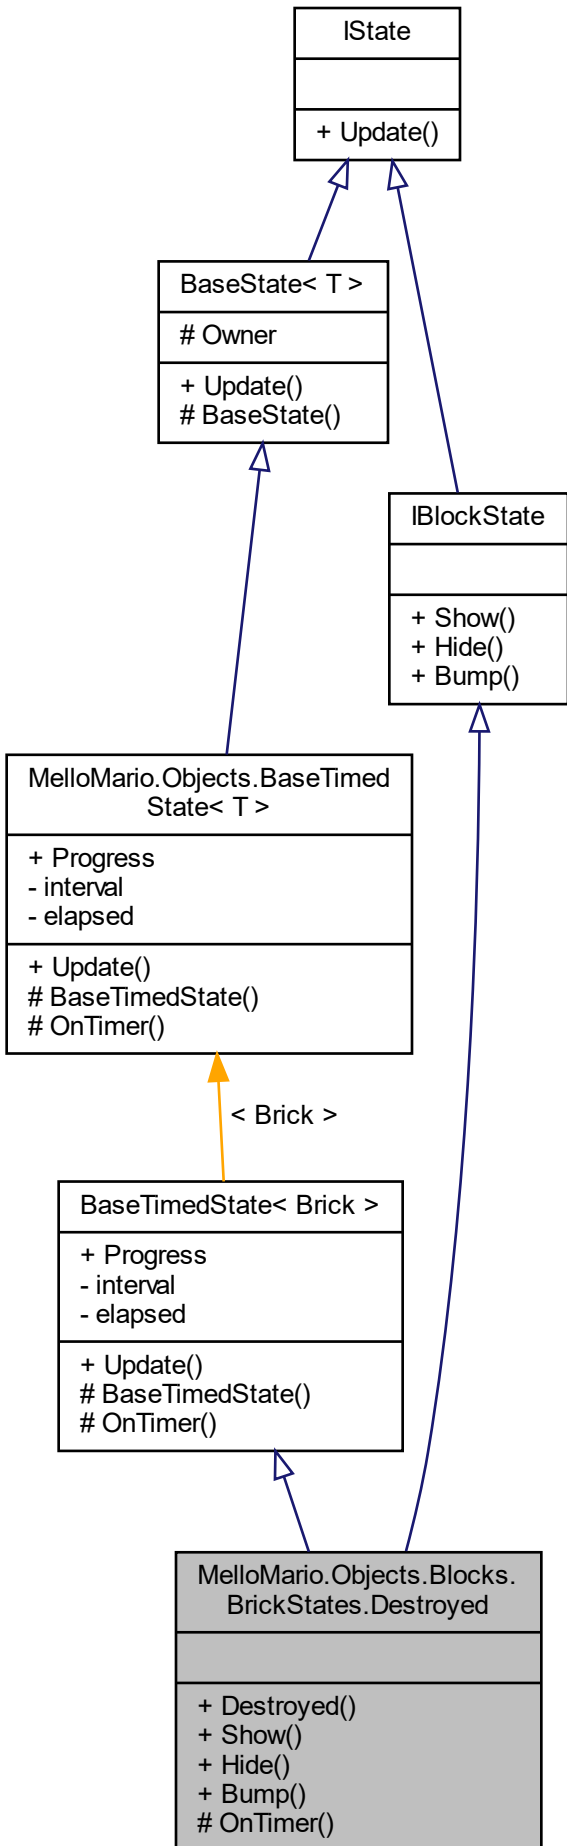 IState
+ Update()
BaseState< T >
# Owner
+ Update()
# BaseState()
IBlockState
+ Show()
+ Hide()
+ Bump()
MelloMario.Objects.BaseTimed
State< T >
+ Progress
- interval
- elapsed
+ Update()
# BaseTimedState()
# OnTimer()
< Brick >
BaseTimedState< Brick >
+ Progress
- interval
- elapsed
+ Update()
# BaseTimedState()
# OnTimer()
MelloMario.Objects.Blocks.
BrickStates.Destroyed
+ Destroyed()
+ Show()
+ Hide()
+ Bump()
# OnTimer()